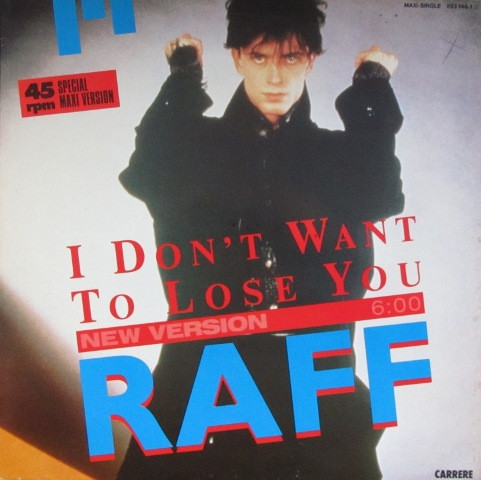 MAXI-SINGLE
45 rpm
SPECIAL
MAXI VERSION
I DON'T WANT
TO LOSE YOU
NEW VERSION 6:00
RAFF
CARRERE